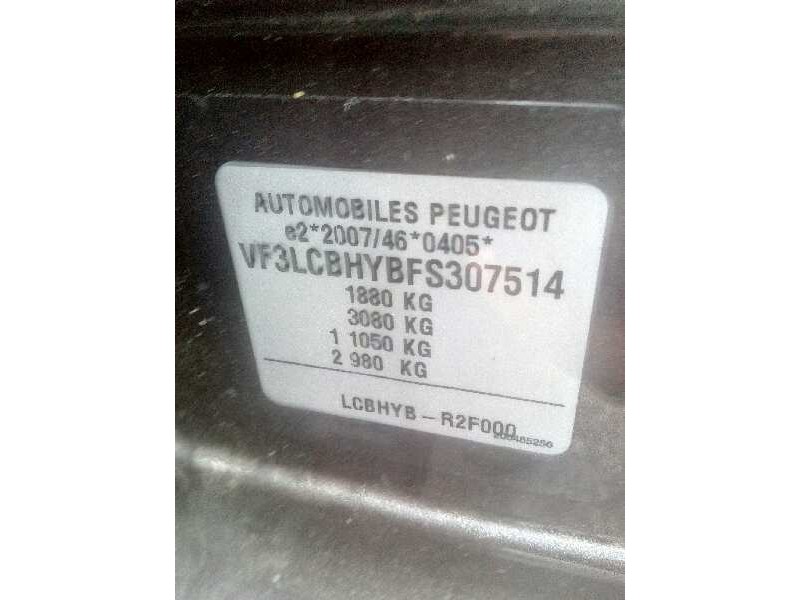 AUTOMOBILES PEUGEOT
e2*2007/46*0405*
VF3LCBHYBFS307514
1880 KG
3080 KG
1 1050 KG
2 980 KG
LCBHYB – R2F000